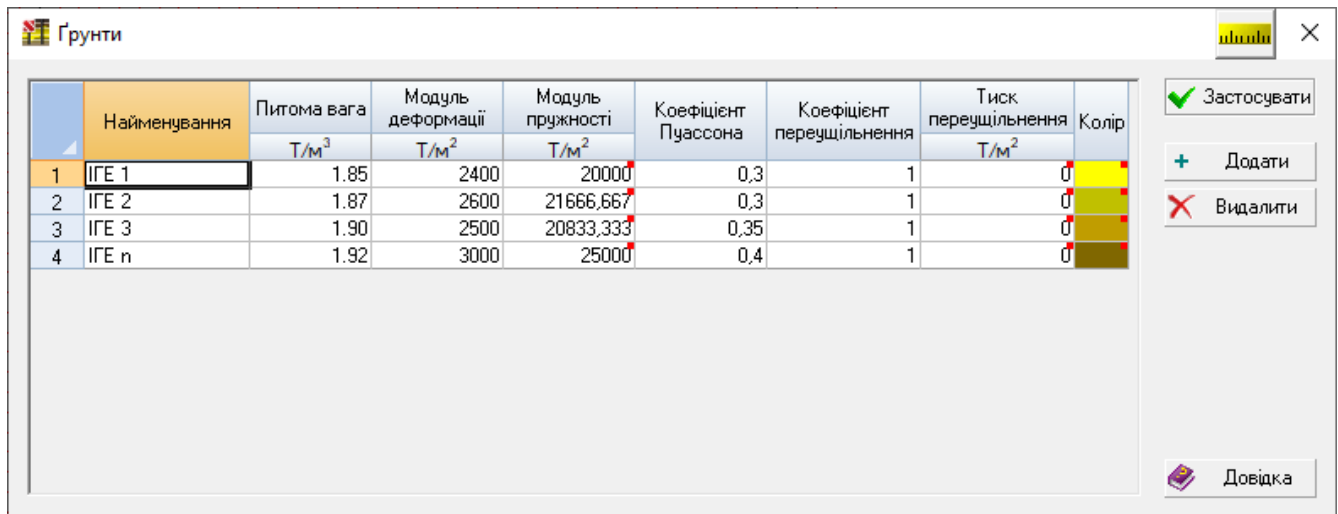 Ґрунти
Найменування Питома вага Модуль деформації Модуль пружності Коефіцієнт Пуассона Коефіцієнт переущільнення Тиск переущільнення Колір
Т/м³ Т/м² Т/м² Т/м²
1 ІГЕ 1 1.85 2400 20000 0,3 1 0
2 ІГЕ 2 1.87 2600 21666,667 0,3 1 0
3 ІГЕ 3 1.90 2500 20833,333 0,35 1 0
4 ІГЕ n 1.92 3000 25000 0,4 1 0
Застосувати
Додати
Видалити
Довідка